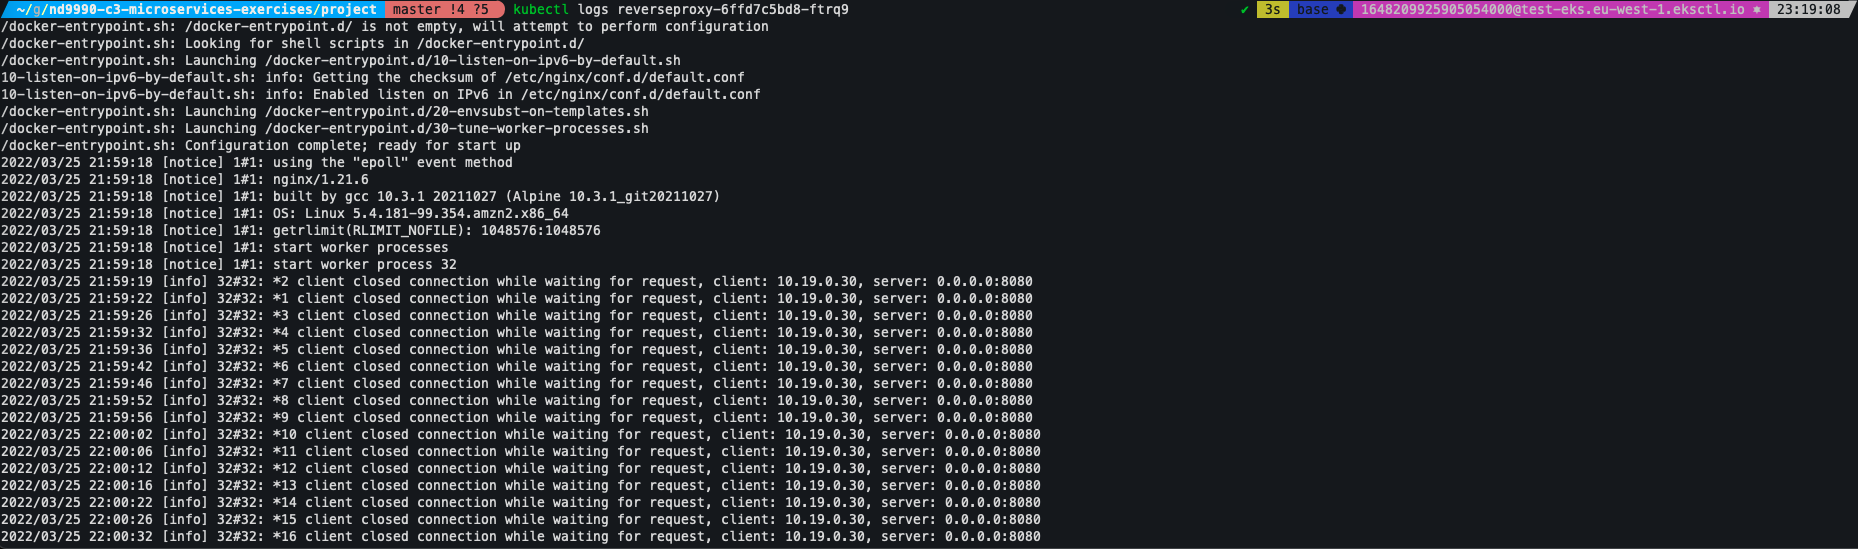 ~/g/nd9990-c3-microservices-exercises/project master !4 ?5 kubectl logs reverseproxy-6ffd7c5bd8-ftrq9 ✔ 3s base 1648209925905054000@test-eks.eu-west-1.eksctl.io ⎈ 23:19:08
/docker-entrypoint.sh: /docker-entrypoint.d/ is not empty, will attempt to perform configuration
/docker-entrypoint.sh: Looking for shell scripts in /docker-entrypoint.d/
/docker-entrypoint.sh: Launching /docker-entrypoint.d/10-listen-on-ipv6-by-default.sh
10-listen-on-ipv6-by-default.sh: info: Getting the checksum of /etc/nginx/conf.d/default.conf
10-listen-on-ipv6-by-default.sh: info: Enabled listen on IPv6 in /etc/nginx/conf.d/default.conf
/docker-entrypoint.sh: Launching /docker-entrypoint.d/20-envsubst-on-templates.sh
/docker-entrypoint.sh: Launching /docker-entrypoint.d/30-tune-worker-processes.sh
/docker-entrypoint.sh: Configuration complete; ready for start up
2022/03/25 21:59:18 [notice] 1#1: using the "epoll" event method
2022/03/25 21:59:18 [notice] 1#1: nginx/1.21.6
2022/03/25 21:59:18 [notice] 1#1: built by gcc 10.3.1 20211027 (Alpine 10.3.1_git20211027)
2022/03/25 21:59:18 [notice] 1#1: OS: Linux 5.4.181-99.354.amzn2.x86_64
2022/03/25 21:59:18 [notice] 1#1: getrlimit(RLIMIT_NOFILE): 1048576:1048576
2022/03/25 21:59:18 [notice] 1#1: start worker processes
2022/03/25 21:59:18 [notice] 1#1: start worker process 32
2022/03/25 21:59:19 [info] 32#32: *2 client closed connection while waiting for request, client: 10.19.0.30, server: 0.0.0.0:8080
2022/03/25 21:59:22 [info] 32#32: *1 client closed connection while waiting for request, client: 10.19.0.30, server: 0.0.0.0:8080
2022/03/25 21:59:26 [info] 32#32: *3 client closed connection while waiting for request, client: 10.19.0.30, server: 0.0.0.0:8080
2022/03/25 21:59:32 [info] 32#32: *4 client closed connection while waiting for request, client: 10.19.0.30, server: 0.0.0.0:8080
2022/03/25 21:59:36 [info] 32#32: *5 client closed connection while waiting for request, client: 10.19.0.30, server: 0.0.0.0:8080
2022/03/25 21:59:42 [info] 32#32: *6 client closed connection while waiting for request, client: 10.19.0.30, server: 0.0.0.0:8080
2022/03/25 21:59:46 [info] 32#32: *7 client closed connection while waiting for request, client: 10.19.0.30, server: 0.0.0.0:8080
2022/03/25 21:59:52 [info] 32#32: *8 client closed connection while waiting for request, client: 10.19.0.30, server: 0.0.0.0:8080
2022/03/25 21:59:56 [info] 32#32: *9 client closed connection while waiting for request, client: 10.19.0.30, server: 0.0.0.0:8080
2022/03/25 22:00:02 [info] 32#32: *10 client closed connection while waiting for request, client: 10.19.0.30, server: 0.0.0.0:8080
2022/03/25 22:00:06 [info] 32#32: *11 client closed connection while waiting for request, client: 10.19.0.30, server: 0.0.0.0:8080
2022/03/25 22:00:12 [info] 32#32: *12 client closed connection while waiting for request, client: 10.19.0.30, server: 0.0.0.0:8080
2022/03/25 22:00:16 [info] 32#32: *13 client closed connection while waiting for request, client: 10.19.0.30, server: 0.0.0.0:8080
2022/03/25 22:00:22 [info] 32#32: *14 client closed connection while waiting for request, client: 10.19.0.30, server: 0.0.0.0:8080
2022/03/25 22:00:26 [info] 32#32: *15 client closed connection while waiting for request, client: 10.19.0.30, server: 0.0.0.0:8080
2022/03/25 22:00:32 [info] 32#32: *16 client closed connection while waiting for request, client: 10.19.0.30, server: 0.0.0.0:8080